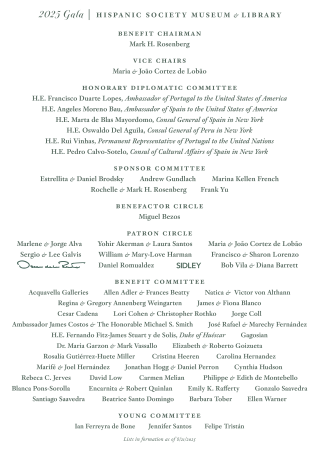 2025 Gala | HISPANIC SOCIETY MUSEUM & LIBRARY
BENEFIT CHAIRMAN
Mark H. Rosenberg
VICE CHAIRS
Maria & João Cortez de Lobão
HONORARY DIPLOMATIC COMMITTEE
H.E. Francisco Duarte Lopes, Ambassador of Portugal to the United States of America
H.E. Angeles Moreno Bau, Ambassador of Spain to the United States of America
H.E. Marta de Blas Mayordomo, Consul General of Spain in New York
H.E. Oswaldo Del Aguila, Consul General of Peru in New York
H.E. Rui Vinhas, Permanent Representative of Portugal to the United Nations
H.E. Pedro Calvo-Sotelo, Consul of Cultural Affairs of Spain in New York
SPONSOR COMMITTEE
Estrellita & Daniel Brodsky Andrew Gundlach Marina Kellen French
Rochelle & Mark H. Rosenberg Frank Yu
BENEFACTOR CIRCLE
Miguel Bezos
PATRON CIRCLE
Marlene & Jorge Alva Yohir Akerman & Laura Santos Maria & João Cortez de Lobão
Sergio & Lee Galvis William & Mary-Love Harman Francisco & Sharon Lorenzo
Oscar de la Renta Daniel Romualdez SIDLEY Bob Vila & Diana Barrett
BENEFIT COMMITTEE
Acquavella Galleries Allen Adler & Frances Beatty Natica & Victor von Althann
Regina & Gregory Annenberg Weingarten James & Fiona Blanco
Cesar Cadena Lori Cohen & Christopher Rothko Jorge Coll
Ambassador James Costos & The Honorable Michael S. Smith José Rafael & Marechy Fernández
H.E. Fernando Fitz-James Stuart y de Solis, Duke of Huéscar Gagosian
Dr. Maria Garzon & Mark Vassallo Elizabeth & Roberto Goizueta
Rosalia Gutiérrez-Huete Miller Cristina Heeren Carolina Herrera
Marifé & Joel Hernández Jonathan Hogg & Daniel Perron Cynthia Hudson
Rebecca C. Jerves David Low Carmen Melian Philippe & Edith de Montebello
Blanca Pons-Sorolla Encarnita & Robert Quinlan Emily K. Rafferty Gonzalo Saavedra
Santiago Saavedra Beatrice Santo Domingo Barbara Tober Ellen Warner
YOUNG COMMITTEE
Ian Ferreyra de Bone Jennifer Santos Felipe Tristán
Lists in formation as of